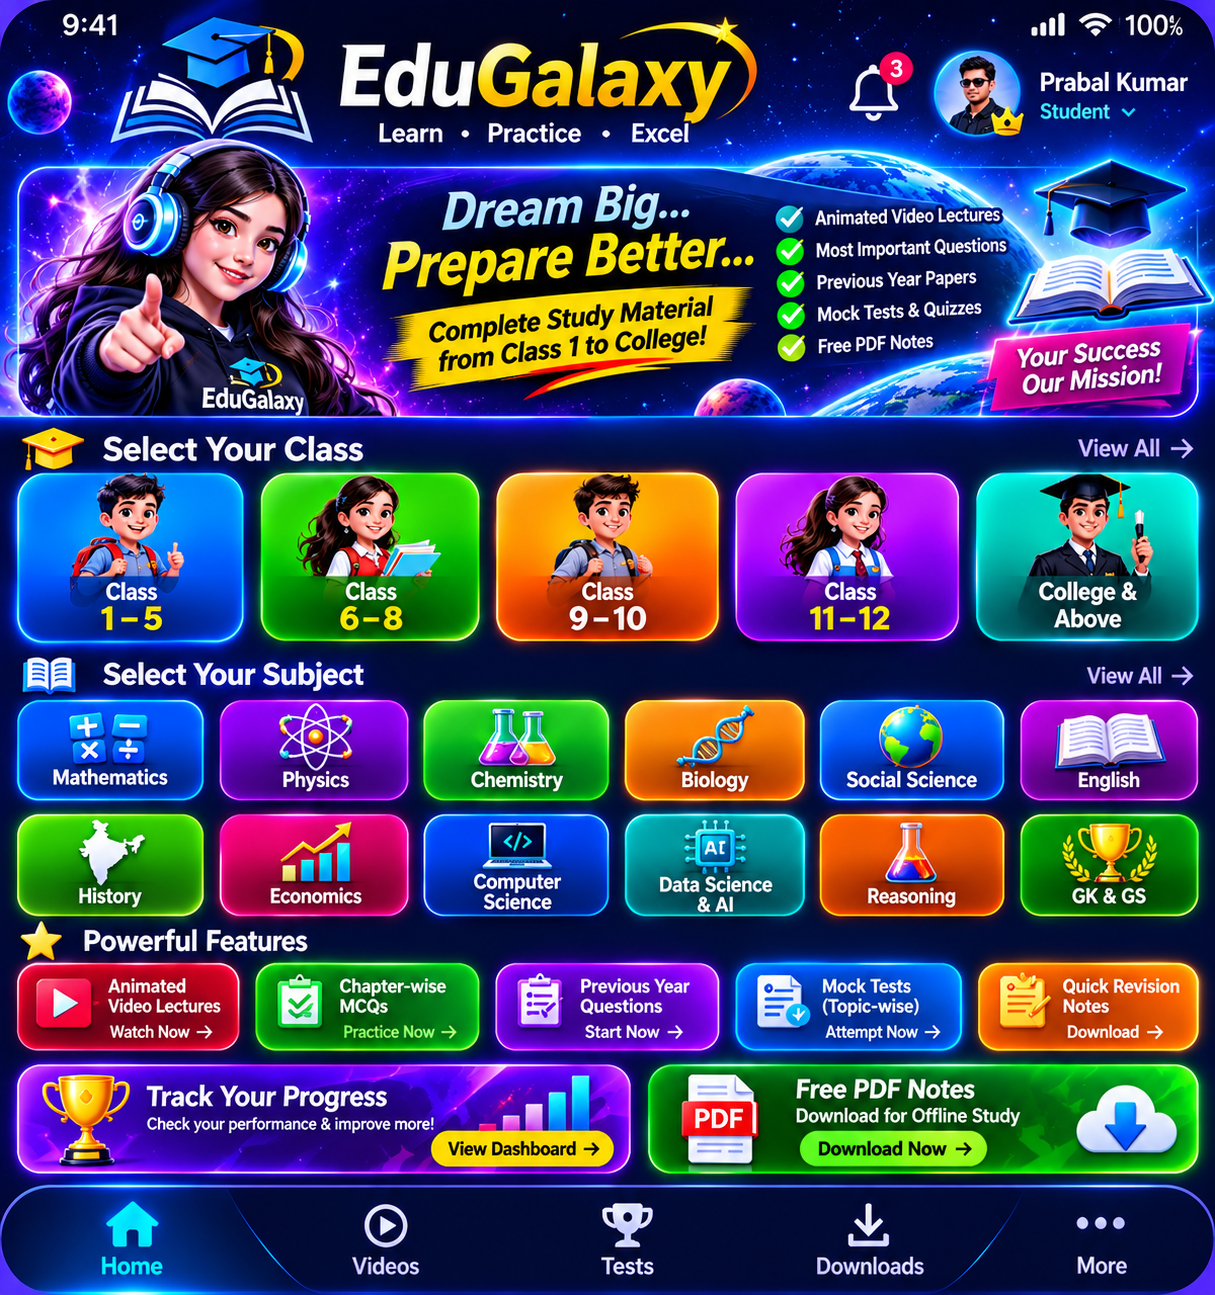 9:41
100%
EduGalaxy
Learn • Practice • Excel
3
Prabal Kumar
Student
Dream Big...
Prepare Better...
Complete Study Material
from Class 1 to College!
Animated Video Lectures
Most Important Questions
Previous Year Papers
Mock Tests & Quizzes
Free PDF Notes
Your Success
Our Mission!
EduGalaxy
Select Your Class
View All →
Class
1–5
Class
6–8
Class
9–10
Class
11–12
College &
Above
Select Your Subject
View All →
Mathematics
Physics
Chemistry
Biology
Social Science
English
History
Economics
</>
Computer
Science
AI
Data Science
& AI
Reasoning
GK & GS
Powerful Features
Animated
Video Lectures
Watch Now →
Chapter-wise
MCQs
Practice Now →
Previous Year
Questions
Start Now →
Mock Tests
(Topic-wise)
Attempt Now →
Quick Revision
Notes
Download →
Track Your Progress
Check your performance & improve more!
View Dashboard →
PDF
Free PDF Notes
Download for Offline Study
Download Now →
Home
Videos
Tests
Downloads
More